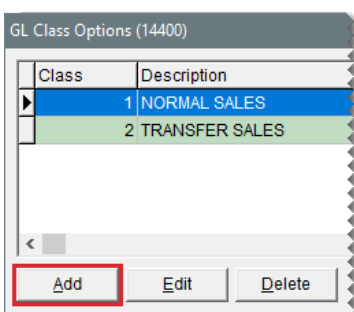 GL Class Options (14400)
Class Description
1 NORMAL SALES
2 TRANSFER SALES
Add Edit Delete